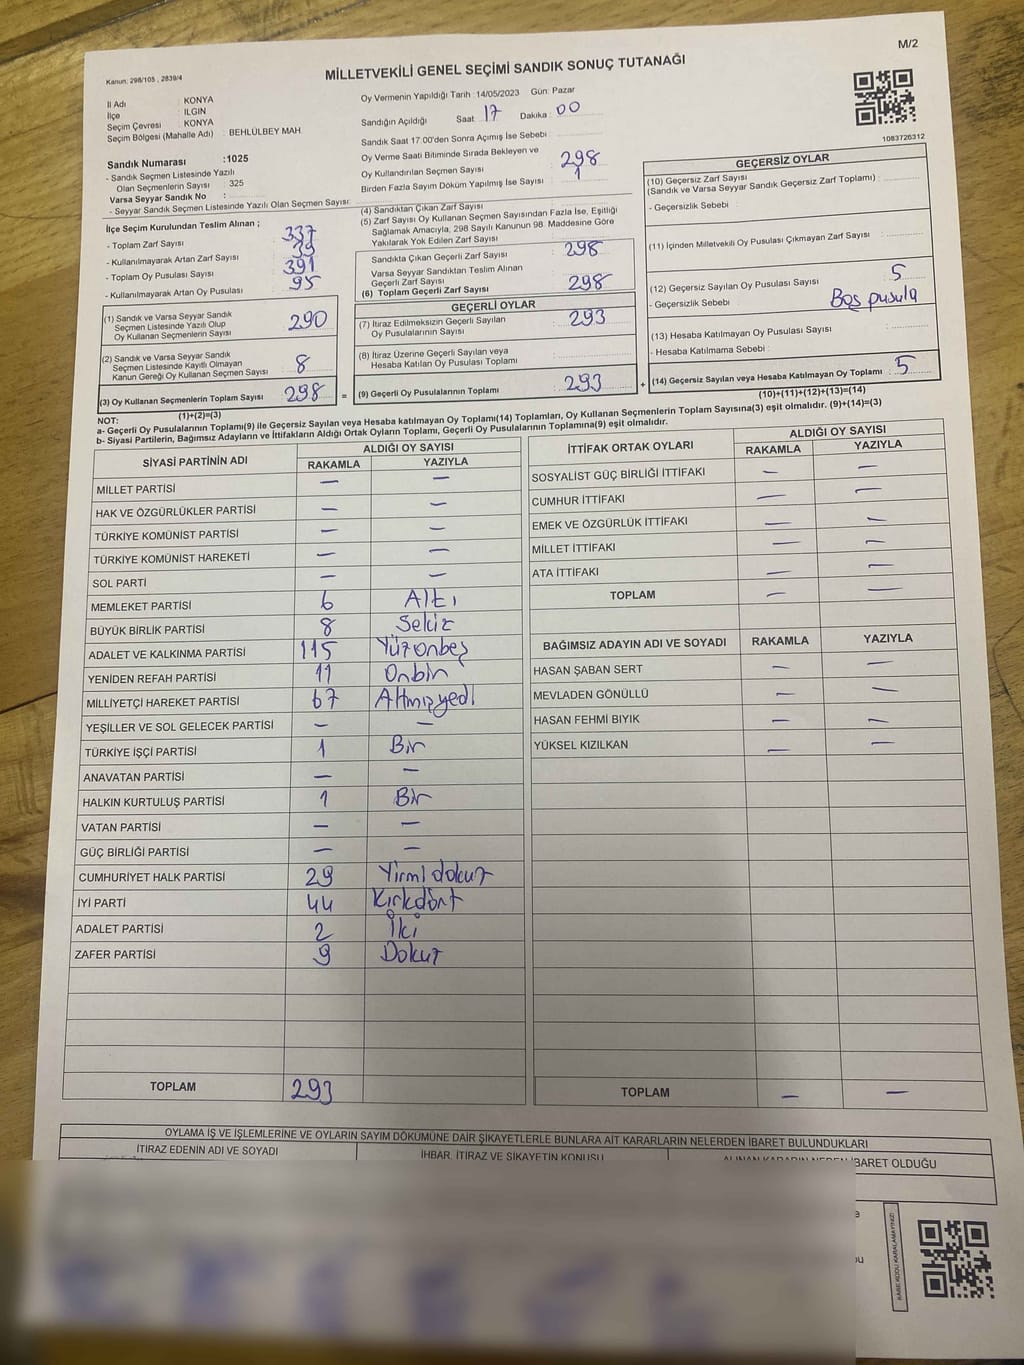 M/2
Kanun: 298/105 , 2839/4
MİLLETVEKİLİ GENEL SEÇİMİ SANDIK SONUÇ TUTANAĞI
İl Adı : KONYA
İlçe : ILGIN
Seçim Çevresi : KONYA
Seçim Bölgesi (Mahalle Adı) : BEHLÜLBEY MAH
Sandık Numarası :1025
- Sandık Seçmen Listesinde Yazılı
Olan Seçmenlerin Sayısı : 325
Varsa Seyyar Sandık No :
- Seyyar Sandık Seçmen Listesinde Yazılı Olan Seçmen Sayısı:
Oy Vermenin Yapıldığı Tarih : 14/05/2023 Gün: Pazar
Sandığın Açıldığı Saat : 17 Dakika : 00
Sandık Saat 17:00'den Sonra Açımış İse Sebebi :
Oy Verme Saati Bitiminde Sırada Bekleyen ve
Oy Kullandırılan Seçmen Sayısı : 298
Birden Fazla Sayım Döküm Yapılmış İse Sayısı : 1
1083726312
İlçe Seçim Kurulundan Teslim Alınan ;
- Toplam Zarf Sayısı : 337
- Kullanılmayarak Artan Zarf Sayısı : 39
- Toplam Oy Pusulası Sayısı : 391
- Kullanılmayarak Artan Oy Pusulası : 95
(1) Sandık ve Varsa Seyyar Sandık
Seçmen Listesinde Yazılı Olup
Oy Kullanan Seçmenlerin Sayısı : 290
(2) Sandık ve Varsa Seyyar Sandık
Seçmen Listesinde Kayıtlı Olmayan
Kanun Gereği Oy Kullanan Seçmen Sayısı : 8
(3) Oy Kullanan Seçmenlerin Toplam Sayısı : 298
(1)+(2)=(3)
(4) Sandıktan Çıkan Zarf Sayısı :
(5) Zarf Sayısı Oy Kullanan Seçmen Sayısından Fazla İse, Eşitliği
Sağlamak Amacıyla, 298 Sayılı Kanunun 98. Maddesine Göre
Yakılarak Yok Edilen Zarf Sayısı :
Sandıkta Çıkan Geçerli Zarf Sayısı : 298
Varsa Seyyar Sandıktan Teslim Alınan
Geçerli Zarf Sayısı
(6) Toplam Geçerli Zarf Sayısı : 298
GEÇERLİ OYLAR
(7) İtiraz Edilmeksizin Geçerli Sayılan
Oy Pusulalarının Sayısı : 293
(8) İtiraz Üzerine Geçerli Sayılan veya
Hesaba Katılan Oy Pusulası Toplamı :
= (9) Geçerli Oy Pusulalarının Toplamı : 293 +
GEÇERSİZ OYLAR
(10) Geçersiz Zarf Sayısı
(Sandık ve Varsa Seyyar Sandık Geçersiz Zarf Toplamı) :
- Geçersizlik Sebebi :
(11) İçinden Milletvekili Oy Pusulası Çıkmayan Zarf Sayısı :
(12) Geçersiz Sayılan Oy Pusulası Sayısı : 5
- Geçersizlik Sebebi : Boş pusula
(13) Hesaba Katılmayan Oy Pusulası Sayısı :
- Hesaba Katılmama Sebebi :
(14) Geçersiz Sayılan veya Hesaba Katılmayan Oy Toplamı : 5
(10)+(11)+(12)+(13)=(14)
NOT:
a- Geçerli Oy Pusulalarının Toplamı(9) ile Geçersiz Sayılan veya Hesaba katılmayan Oy Toplamı(14) Toplamları, Oy Kullanan Seçmenlerin Toplam Sayısına(3) eşit olmalıdır. (9)+(14)=(3)
b- Siyasi Partilerin, Bağımsız Adayların ve İttifakların Aldığı Ortak Oyların Toplamı, Geçerli Oy Pusulalarının Toplamına(9) eşit olmalıdır.
SİYASİ PARTİNİN ADI ALDIĞI OY SAYISI
RAKAMLA YAZIYLA
MİLLET PARTİSİ — —
HAK VE ÖZGÜRLÜKLER PARTİSİ — —
TÜRKİYE KOMÜNİST PARTİSİ — —
TÜRKİYE KOMÜNİST HAREKETİ — —
SOL PARTİ — —
MEMLEKET PARTİSİ 6 Altı
BÜYÜK BİRLİK PARTİSİ 8 Sekiz
ADALET VE KALKINMA PARTİSİ 115 Yüzonbeş
YENİDEN REFAH PARTİSİ 11 Onbir
MİLLİYETÇİ HAREKET PARTİSİ 67 Altmışyedi
YEŞİLLER VE SOL GELECEK PARTİSİ — —
TÜRKİYE İŞÇİ PARTİSİ 1 Bir
ANAVATAN PARTİSİ — —
HALKIN KURTULUŞ PARTİSİ 1 Bir
VATAN PARTİSİ — —
GÜÇ BİRLİĞİ PARTİSİ — —
CUMHURİYET HALK PARTİSİ 29 Yirmidokuz
İYİ PARTİ 44 Kırkdört
ADALET PARTİSİ 2 İki
ZAFER PARTİSİ 9 Dokuz
TOPLAM 293
İTTİFAK ORTAK OYLARI ALDIĞI OY SAYISI
RAKAMLA YAZIYLA
SOSYALİST GÜÇ BİRLİĞİ İTTİFAKI — —
CUMHUR İTTİFAKI — —
EMEK VE ÖZGÜRLÜK İTTİFAKI — —
MİLLET İTTİFAKI — —
ATA İTTİFAKI — —
TOPLAM — —
BAĞIMSIZ ADAYIN ADI VE SOYADI RAKAMLA YAZIYLA
HASAN ŞABAN SERT — —
MEVLADEN GÖNÜLLÜ — —
HASAN FEHMİ BIYIK — —
YÜKSEL KIZILKAN — —
TOPLAM — —
OYLAMA İŞ VE İŞLEMLERİNE VE OYLARIN SAYIM DÖKÜMÜNE DAİR ŞİKAYETLERLE BUNLARA AİT KARARLARIN NELERDEN İBARET BULUNDUKLARI
İTİRAZ EDENİN ADI VE SOYADI
İHBAR, İTİRAZ VE ŞİKAYETİN KONUSU
ALINAN KARARIN NEDEN İBARET OLDUĞU
KARE KODU KARALAMAYINIZ!